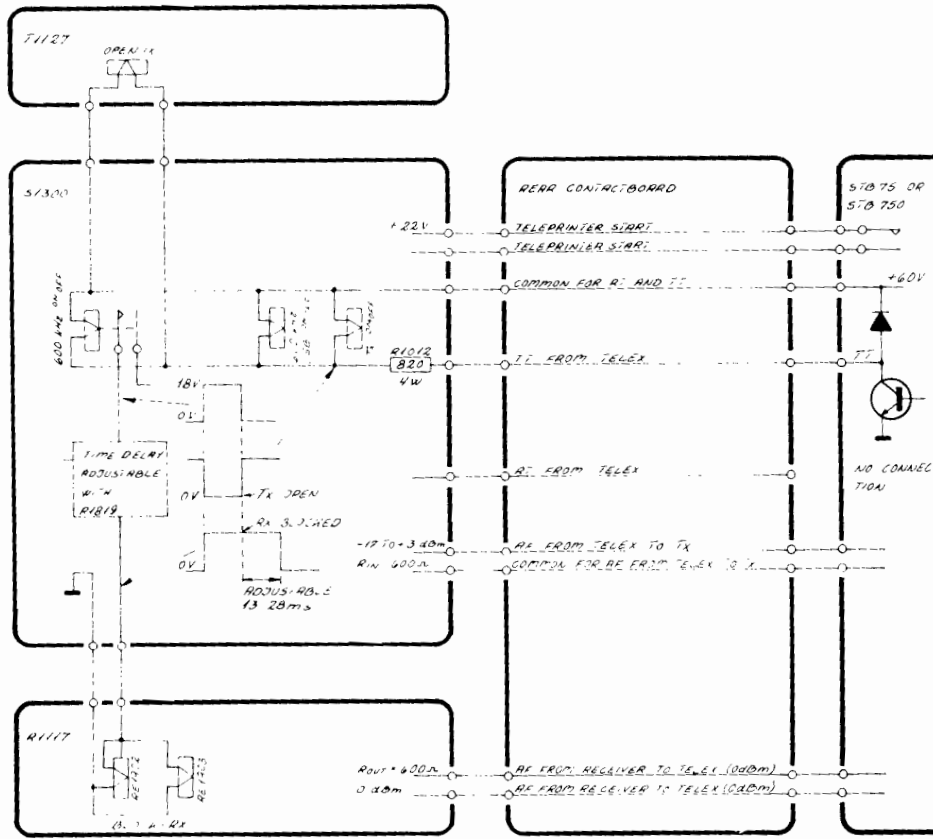 T1127
OPEN TX
S1300
REAR CONTACTBOARD
STB 75 OR
STB 750
+22V
TELEPRINTER START
TELEPRINTER START
COMMON FOR RT AND TT
+60V
600 kHz ON OFF
R1012
820
4W
TT FROM TELEX
TT
18V
0V
TIME DELAY
ADJUSTABLE
WITH
R1819
0V
TX OPEN
RX BLOCKED
0V
ADJUSTABLE
13 28ms
RT FROM TELEX
NO CONNEC
TION
-17 TO +3 dBm
AF FROM TELEX TO TX
RIN 600Ω
COMMON FOR AF FROM TELEX TO TX
R1117
ROUT = 600Ω
AF FROM RECEIVER TO TELEX (0dBm)
0 dBm
AF FROM RECEIVER TO TELEX (0dBm)
RX